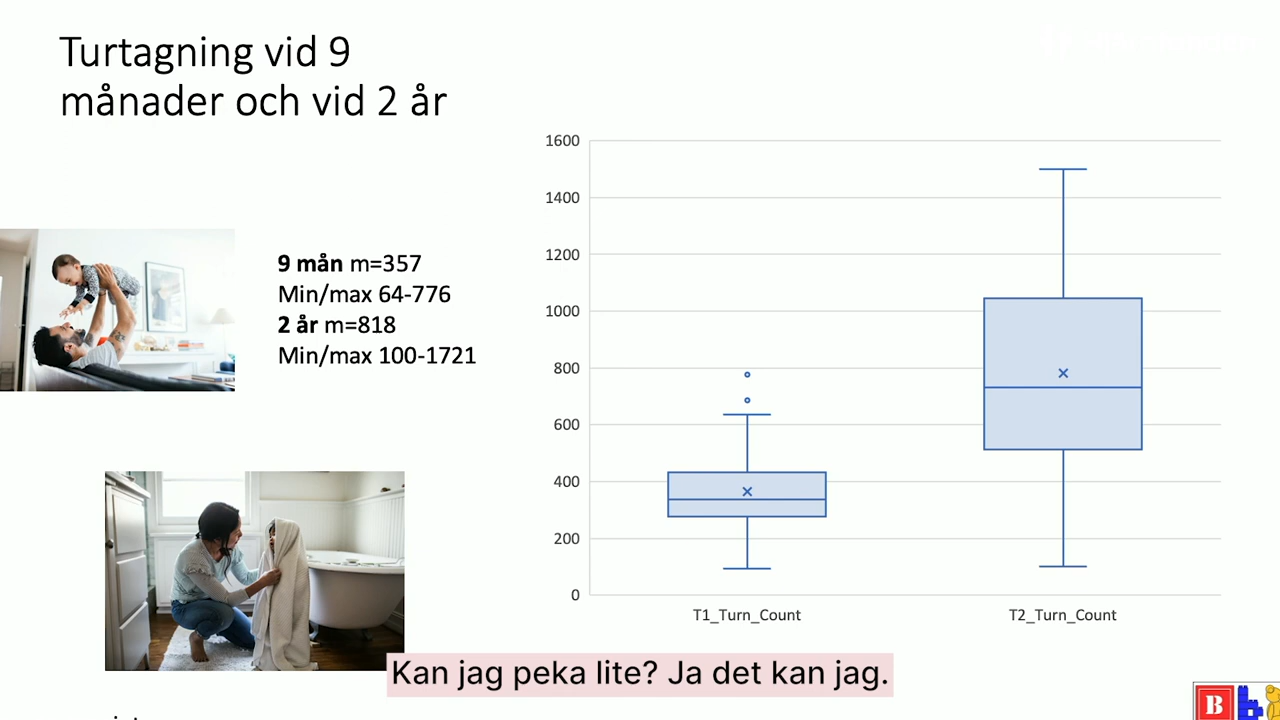 Turtagning vid 9
månader och vid 2 år
9 mån m=357
Min/max 64-776
2 år m=818
Min/max 100-1721
1600
1400
1200
1000
800
600
400
200
0
T1_Turn_Count
T2_Turn_Count
Kan jag peka lite? Ja det kan jag.
B